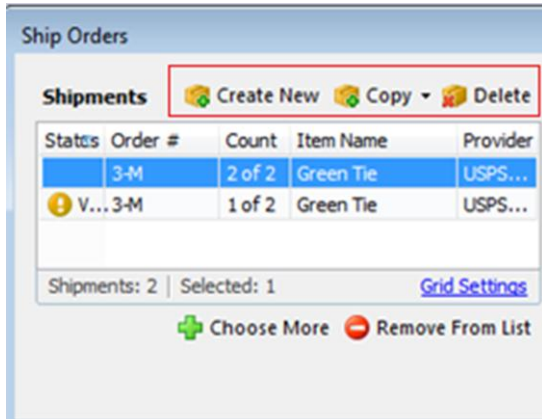 Ship Orders
Shipments Create New Copy Delete
Status Order # Count Item Name Provider
3-M 2 of 2 Green Tie USPS...
V... 3-M 1 of 2 Green Tie USPS...
Shipments: 2 Selected: 1 Grid Settings
Choose More Remove From List